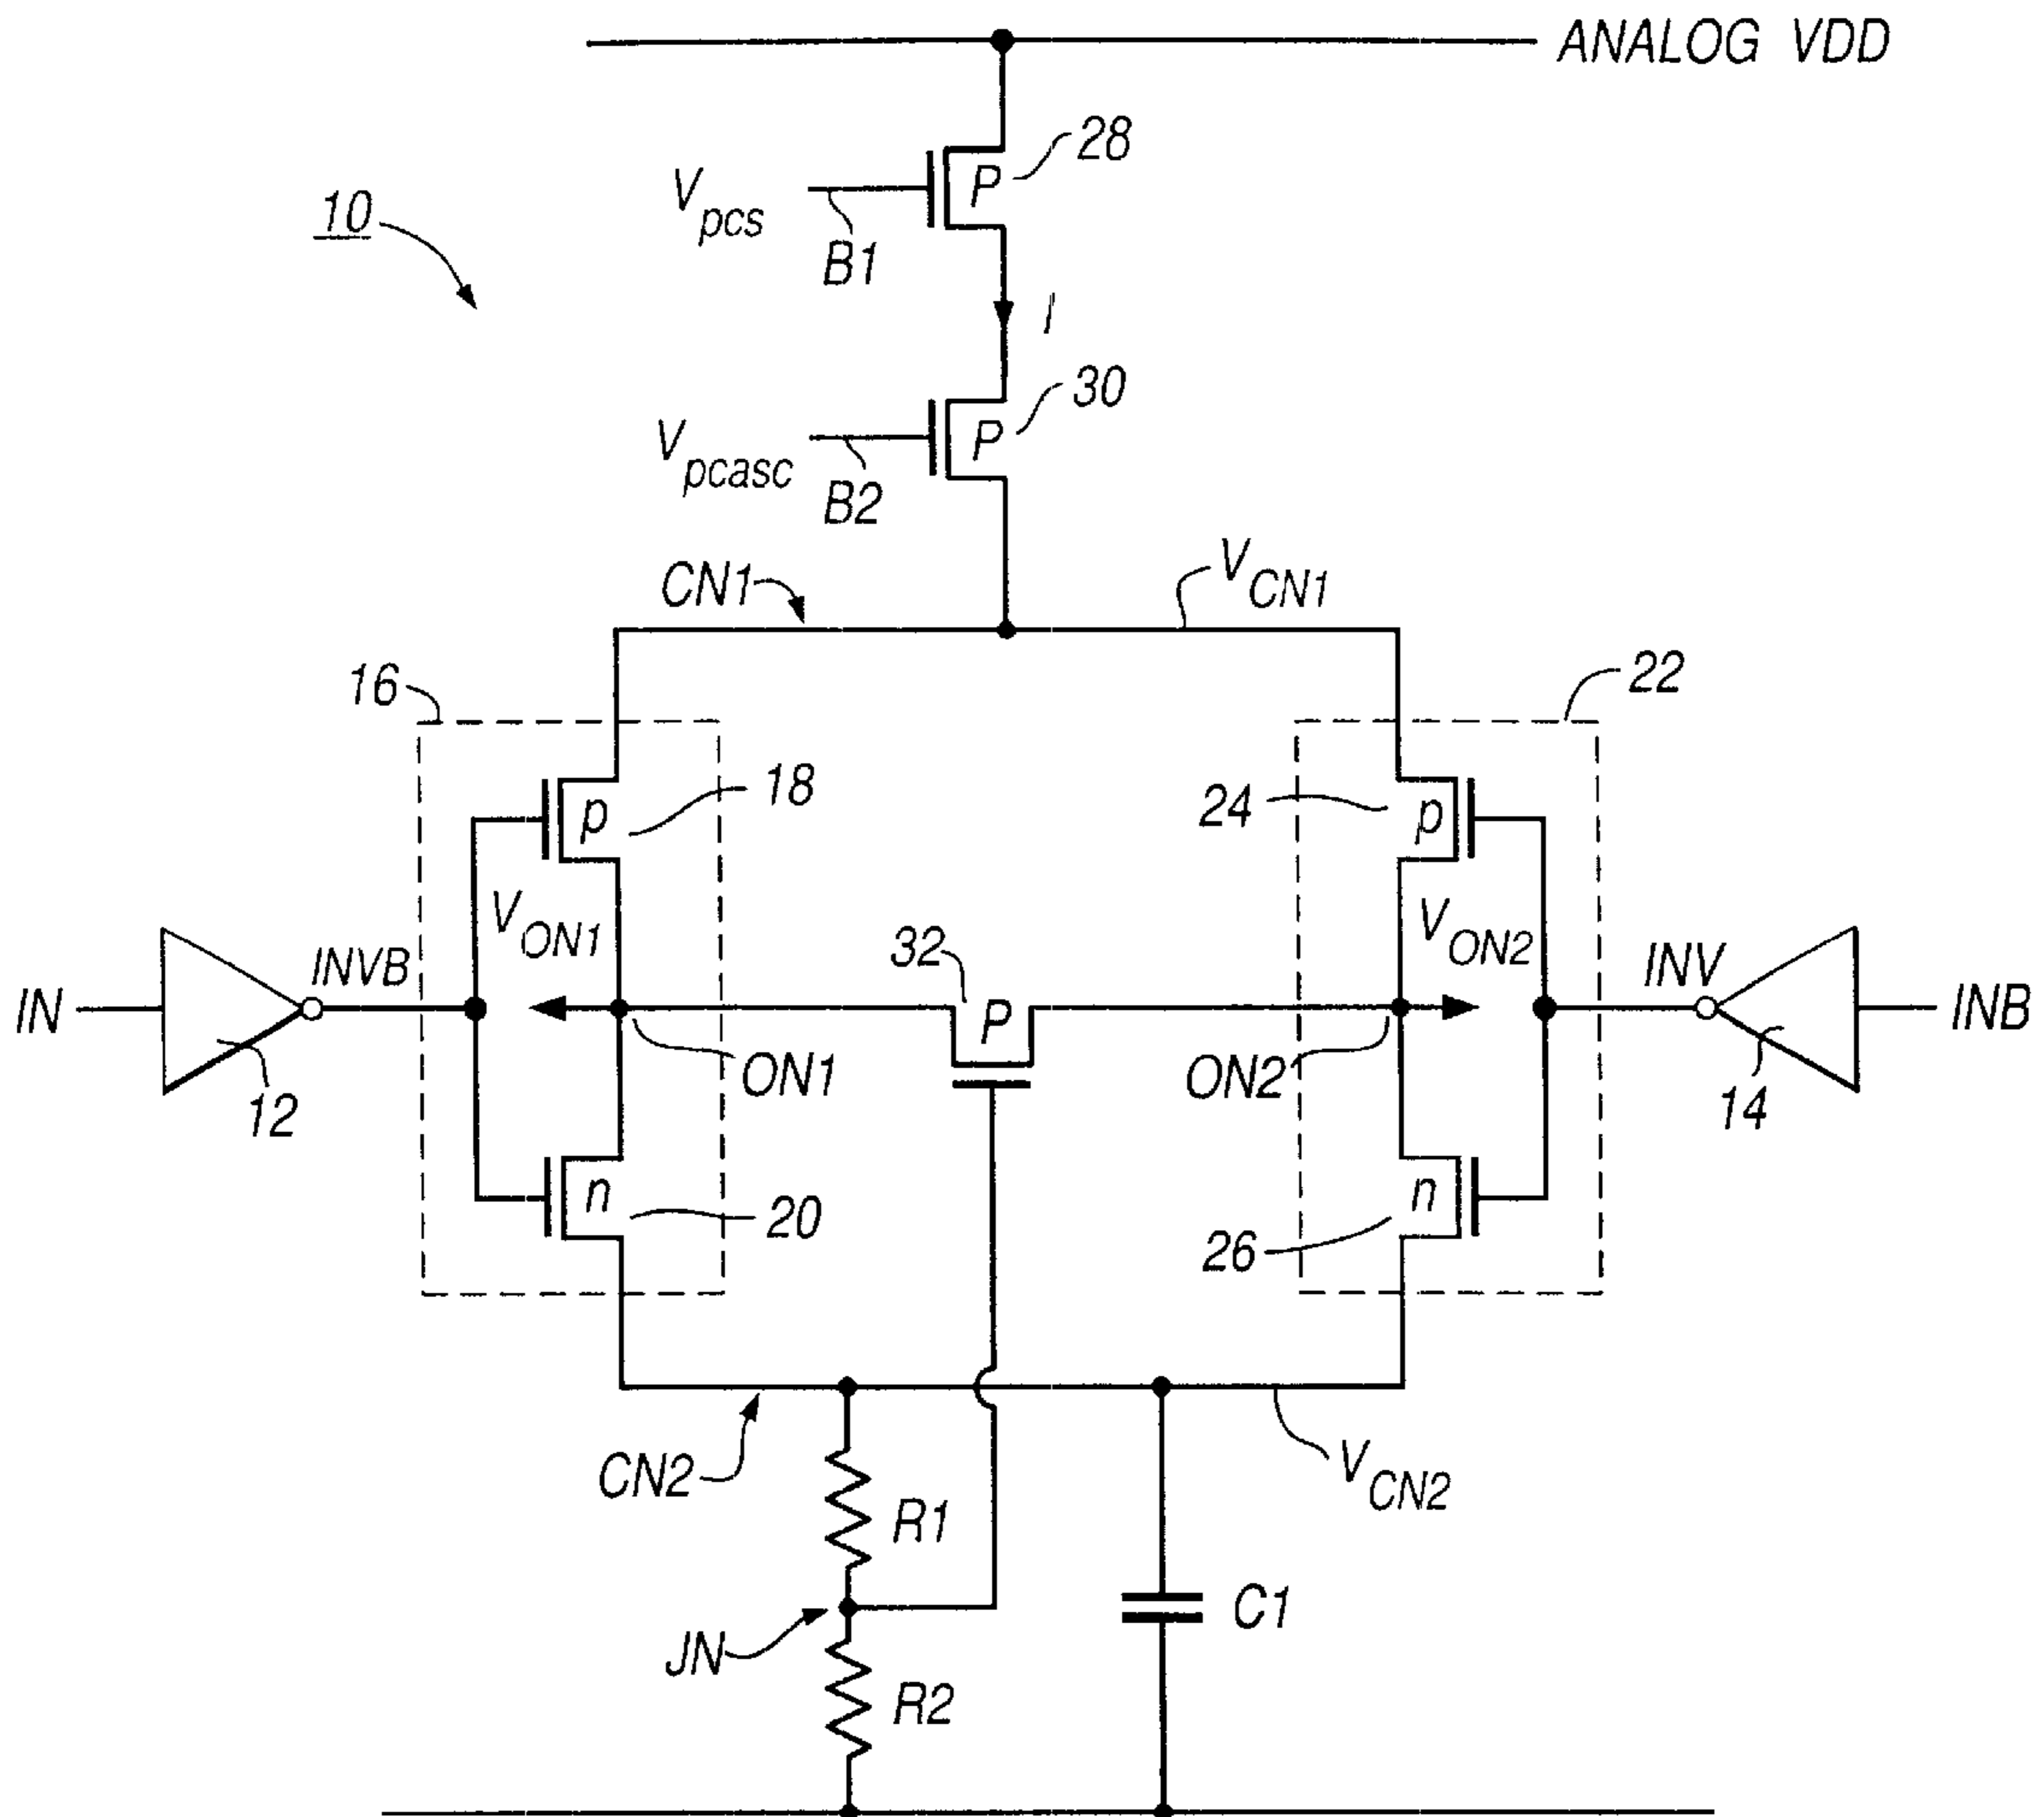 ANALOG VDD
28
P
V pcs
B1
10
I
30
P
V pcasc
B2
CN1
V CN1
16
22
18
p
24
p
V ON1
V ON2
32
INVB
INV
IN
P
INB
ON1
ON2
12
14
n
20
n
26
CN2
V CN2
R1
C1
JN
R2